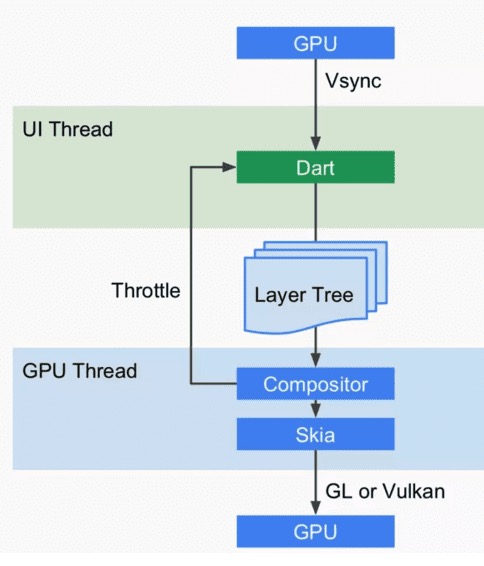 GPU
Vsync
UI Thread
Dart
Throttle
Layer Tree
GPU Thread
Compositor
Skia
GL or Vulkan
GPU